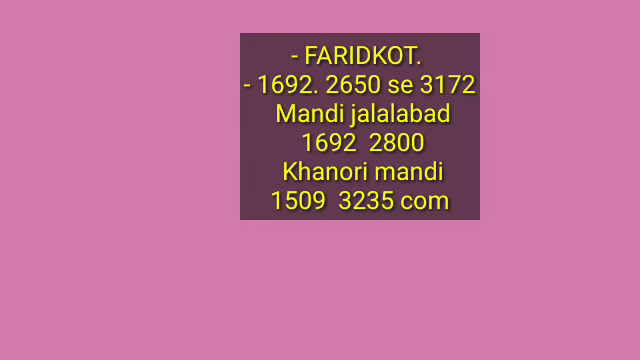 - FARIDKOT.
- 1692. 2650 se 3172
Mandi jalalabad
1692  2800
Khanori mandi
1509  3235 com